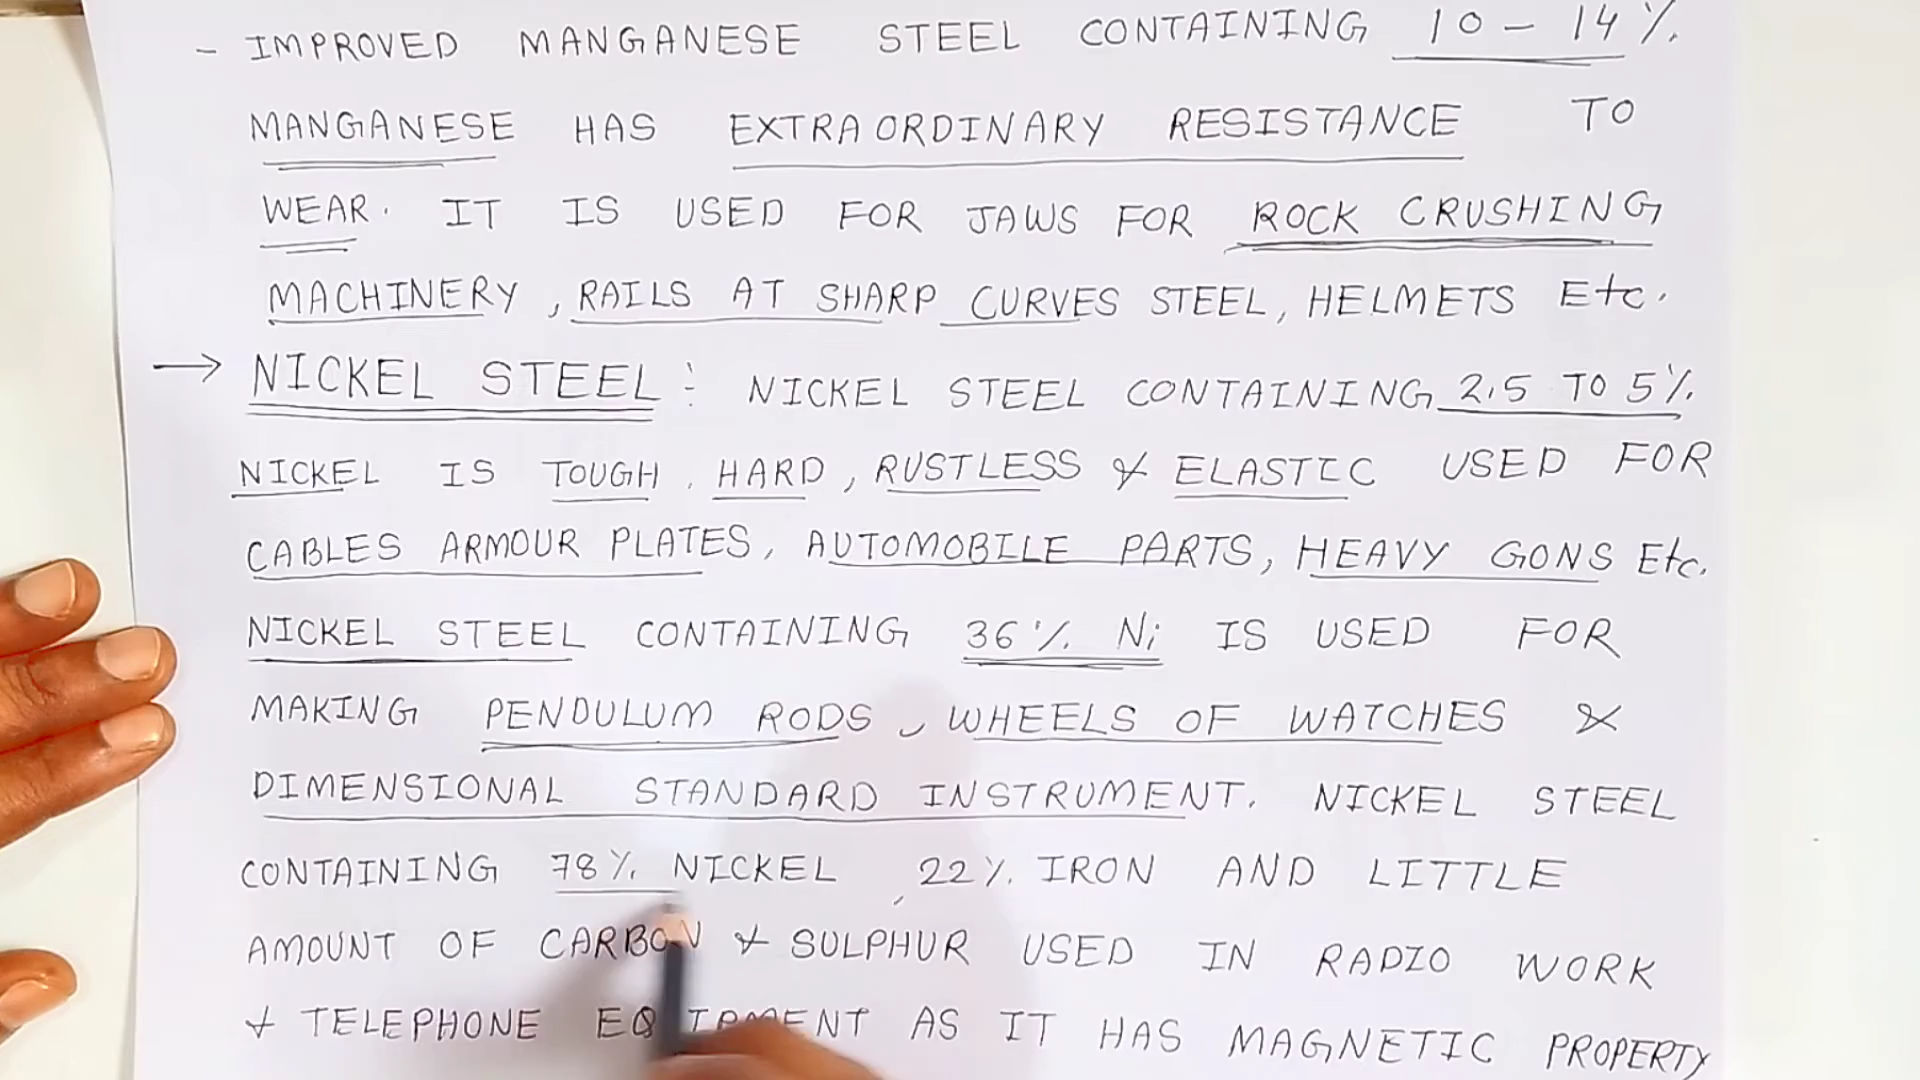 - IMPROVED MANGANESE STEEL CONTAINING 10 - 14 %.
MANGANESE HAS EXTRAORDINARY RESISTANCE TO
WEAR. IT IS USED FOR JAWS FOR ROCK CRUSHING
MACHINERY, RAILS AT SHARP CURVES STEEL, HELMETS Etc.
→ NICKEL STEEL : NICKEL STEEL CONTAINING 2.5 TO 5%.
NICKEL IS TOUGH, HARD, RUSTLESS & ELASTIC USED FOR
CABLES ARMOUR PLATES, AUTOMOBILE PARTS, HEAVY GONS Etc.
NICKEL STEEL CONTAINING 36 %. Ni IS USED FOR
MAKING PENDULUM RODS, WHEELS OF WATCHES &
DIMENSIONAL STANDARD INSTRUMENT. NICKEL STEEL
CONTAINING 78%. NICKEL, 22%. IRON AND LITTLE
AMOUNT OF CARBON & SULPHUR USED IN RADIO WORK
& TELEPHONE EQUIPMENT AS IT HAS MAGNETIC PROPERTY